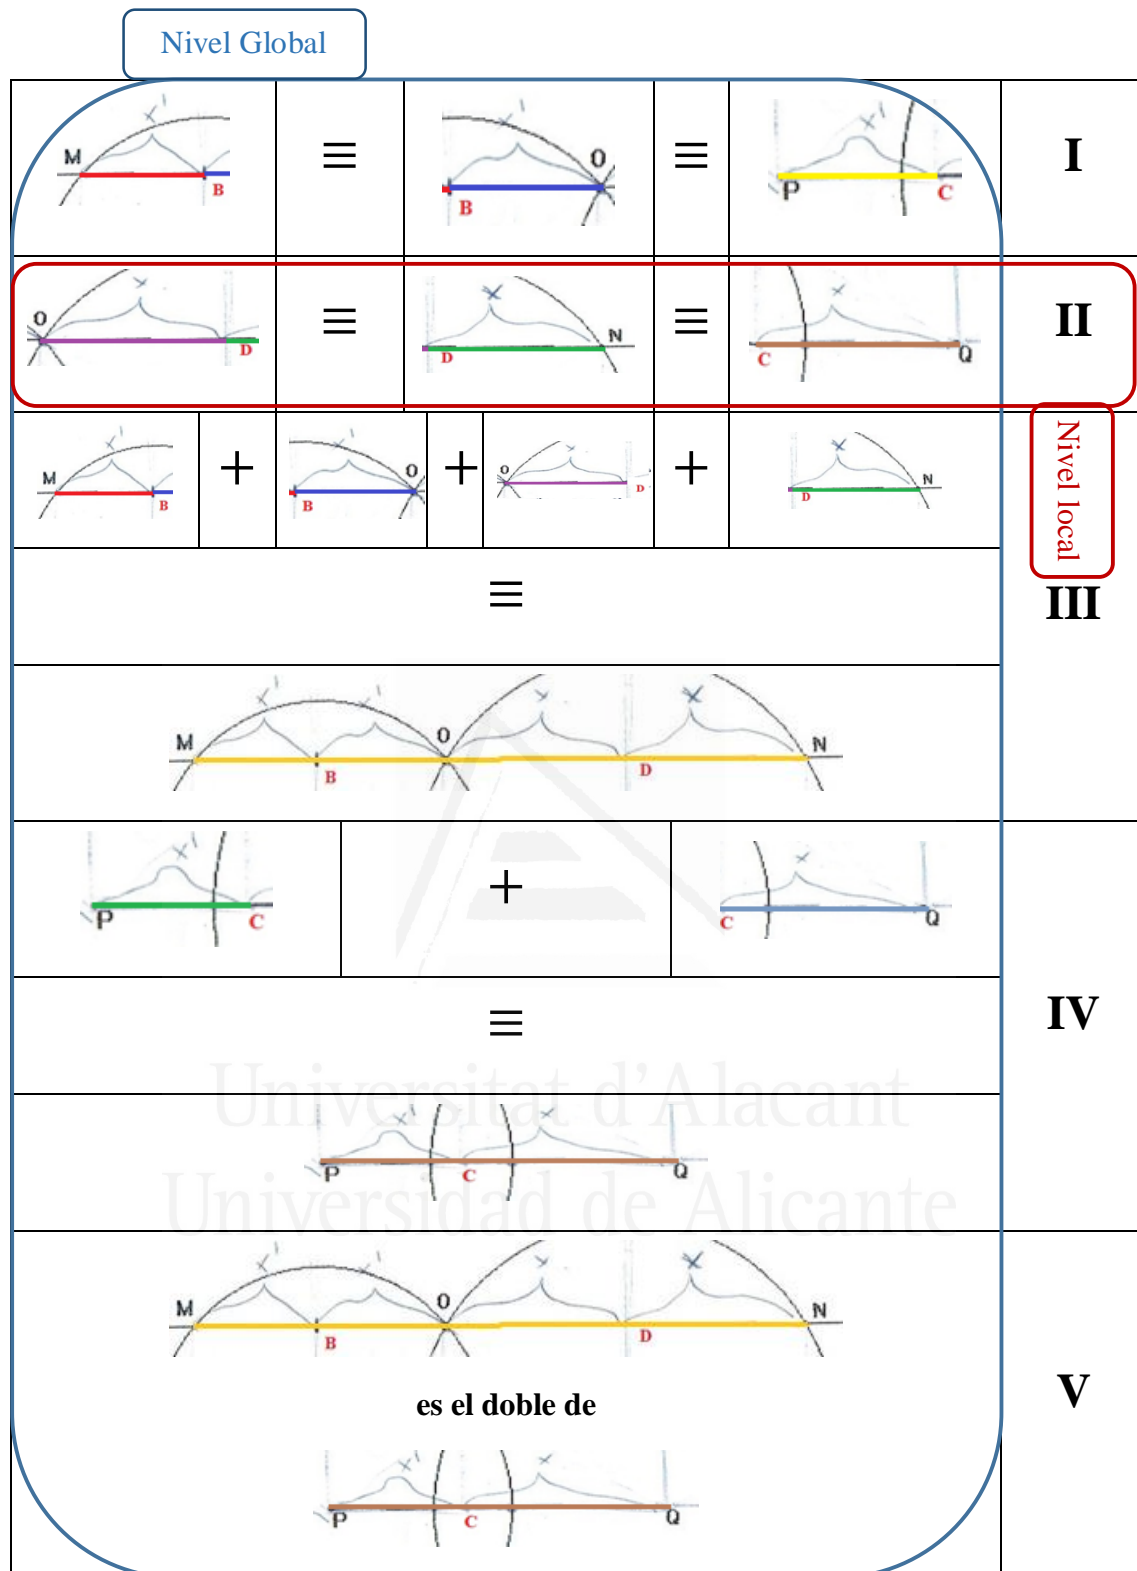 Nivel Global
x' x' x'
M B ≡ B O ≡ P C I
x x x
O D ≡ D N ≡ C Q II
Nivel local
x' x' x x
M B + B O + O D + D N
≡
III
x' x' x x
M B O D N
x' x
P C + C Q
≡
IV
x' x
P C Q
Universitat d'Alacant
Universidad de Alicante
x' x' x x
M B O D N
es el doble de
V
x' x
P C Q